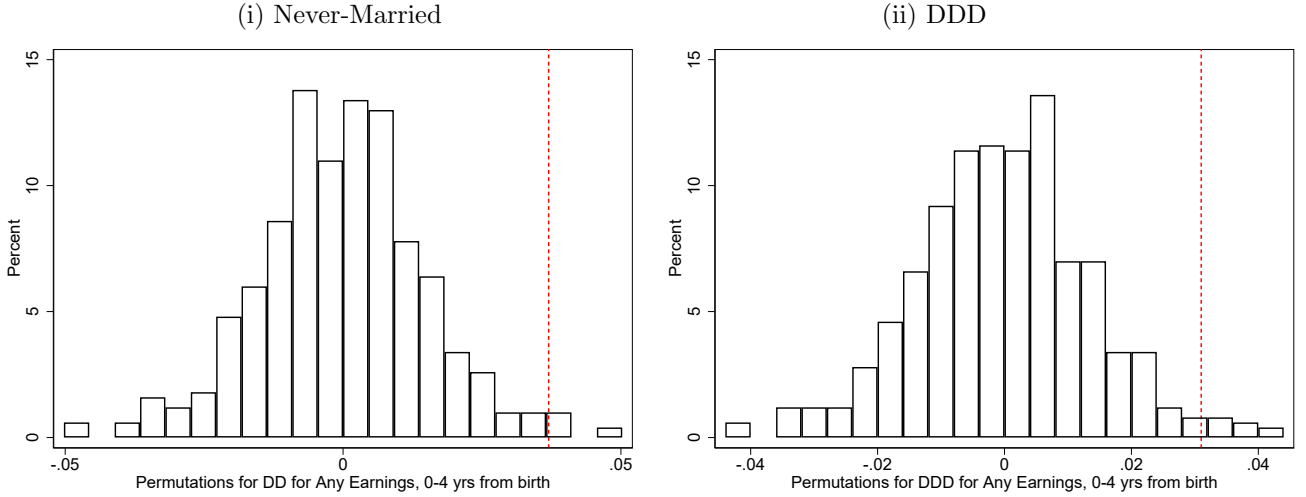 (i) Never-Married
15
10
5
0
Percent
-.05
0
.05
Permutations for DD for Any Earnings, 0-4 yrs from birth
(ii) DDD
15
10
5
0
Percent
-.04
-.02
0
.02
.04
Permutations for DDD for Any Earnings, 0-4 yrs from birth